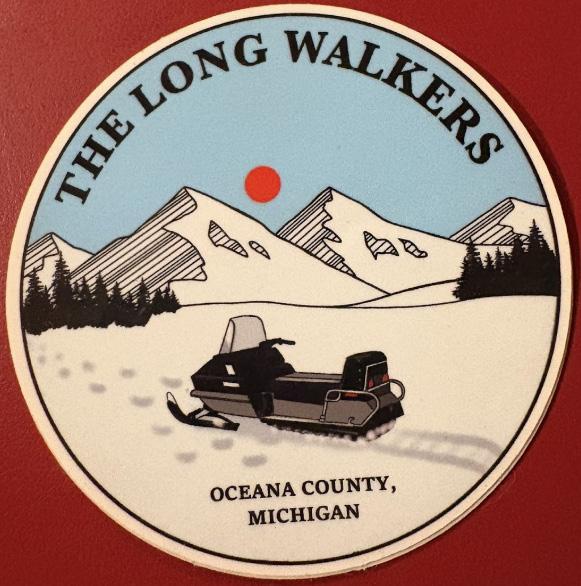 THE LONG WALKERS
OCEANA COUNTY,
MICHIGAN